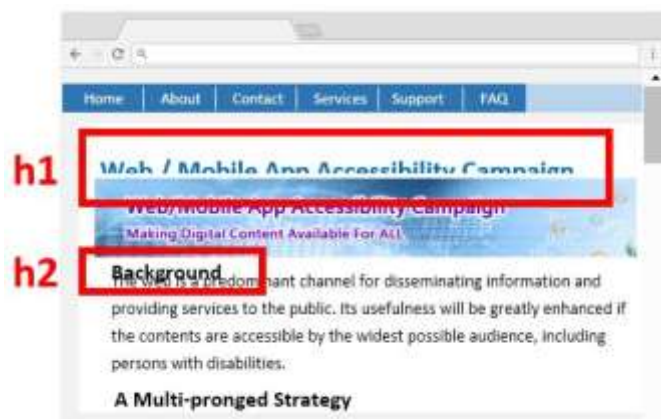 Home About Contact Services Support FAQ
h1
Web / Mobile App Accessibility Campaign
Web/Mobile App Accessibility Campaign
Making Digital Content Available For ALL
h2
Background
The web is a predominant channel for disseminating information and
providing services to the public. Its usefulness will be greatly enhanced if
the contents are accessible by the widest possible audience, including
persons with disabilities.
A Multi-pronged Strategy